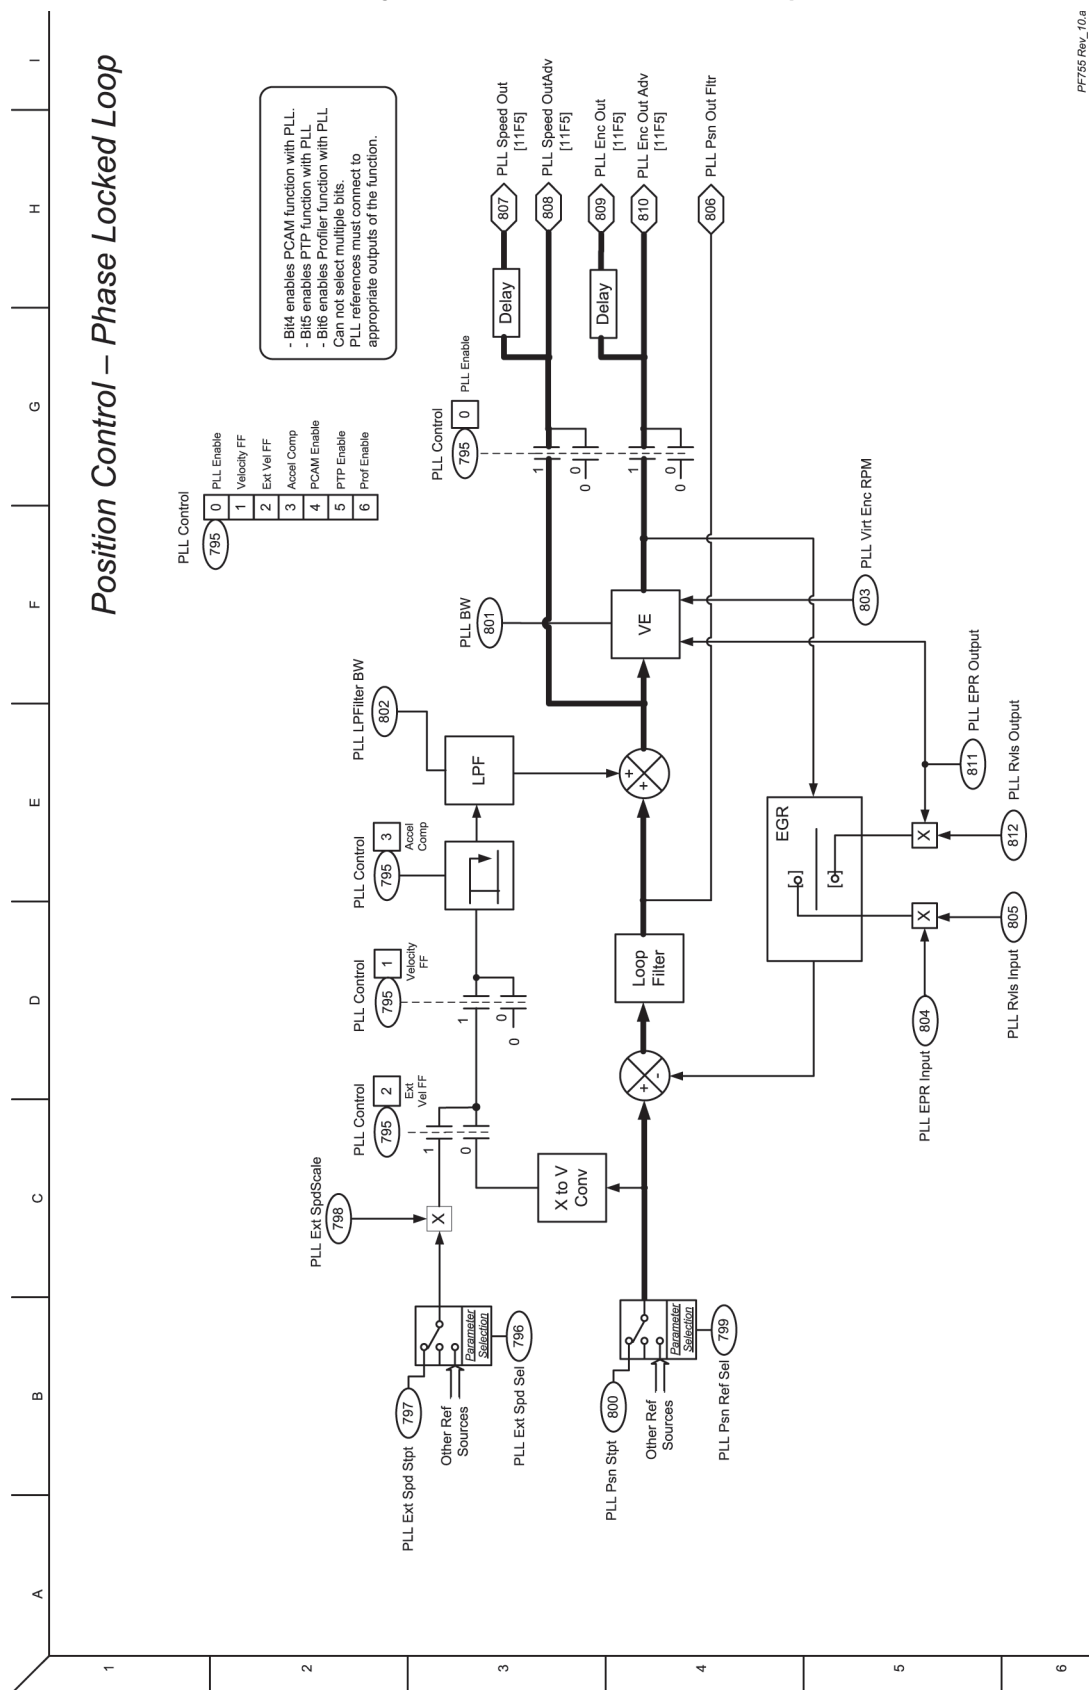 Position Control – Phase Locked Loop
A
B
C
D
E
F
G
H
I
1
2
3
4
5
6
PLL Control
795
0 PLL Enable
1 Velocity FF
2 Ext Vel FF
3 Accel Comp
4 PCAM Enable
5 PTP Enable
6 Prof Enable
- Bit4 enables PCAM function with PLL.
- Bit5 enables PTP function with PLL
- Bit6 enables Profiler function with PLL
Can not select multiple bits.
PLL references must connect to
appropriate outputs of the function.
PLL Ext SpdScale
798
PLL Control
795
2
Ext
Vel FF
PLL Control
795
1
Velocity
FF
PLL Control
795
3
Accel
Comp
PLL LPFilter BW
802
PLL BW
801
PLL Control
795
0
PLL Enable
PLL Ext Spd Stpt
797
Other Ref
Sources
Parameter
Selection
796
PLL Ext Spd Sel
X
1
0
1
0
0
LPF
X to V
Conv
1
0
0
1
0
0
Delay
Delay
807
PLL Speed Out
[11F5]
808
PLL Speed OutAdv
[11F5]
809
PLL Enc Out
[11F5]
810
PLL Enc Out Adv
[11F5]
806
PLL Psn Out Fltr
PLL Psn Stpt
800
Other Ref
Sources
Parameter
Selection
799
PLL Psn Ref Sel
+
-
Loop
Filter
+
+
VE
EGR
[ ]
[ ]
X
X
804
PLL EPR Input
805
PLL Rvls Input
812
PLL Rvls Output
811
PLL EPR Output
803
PLL Virt Enc RPM
PF755 Rev_10.a